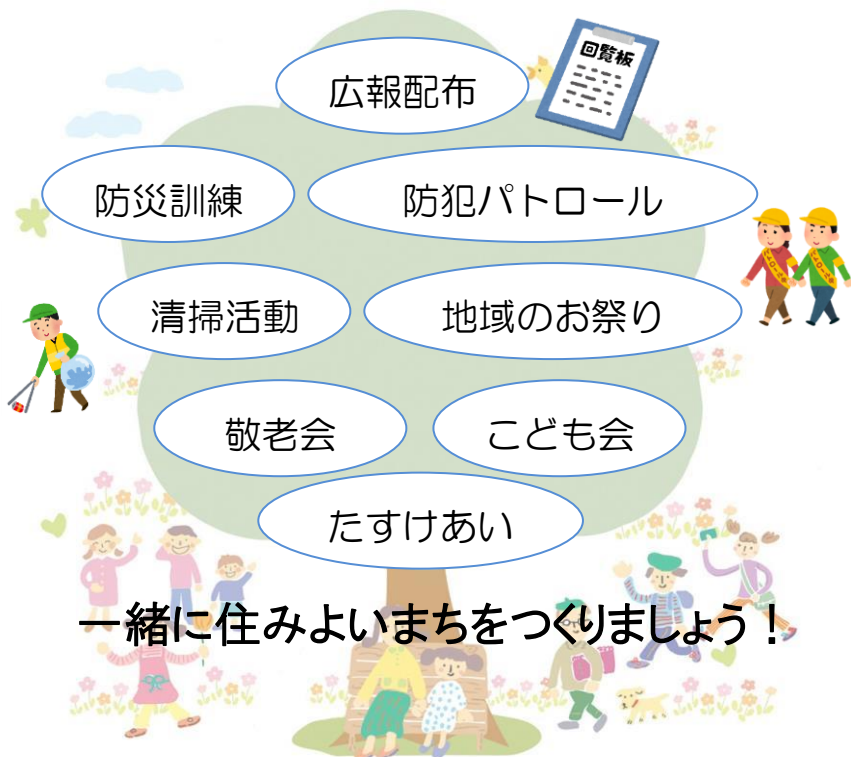 広報配布
回覧板
防災訓練
防犯パトロール
清掃活動
地域のお祭り
敬老会
こども会
たすけあい
一緒に住みよいまちをつくりましょう！